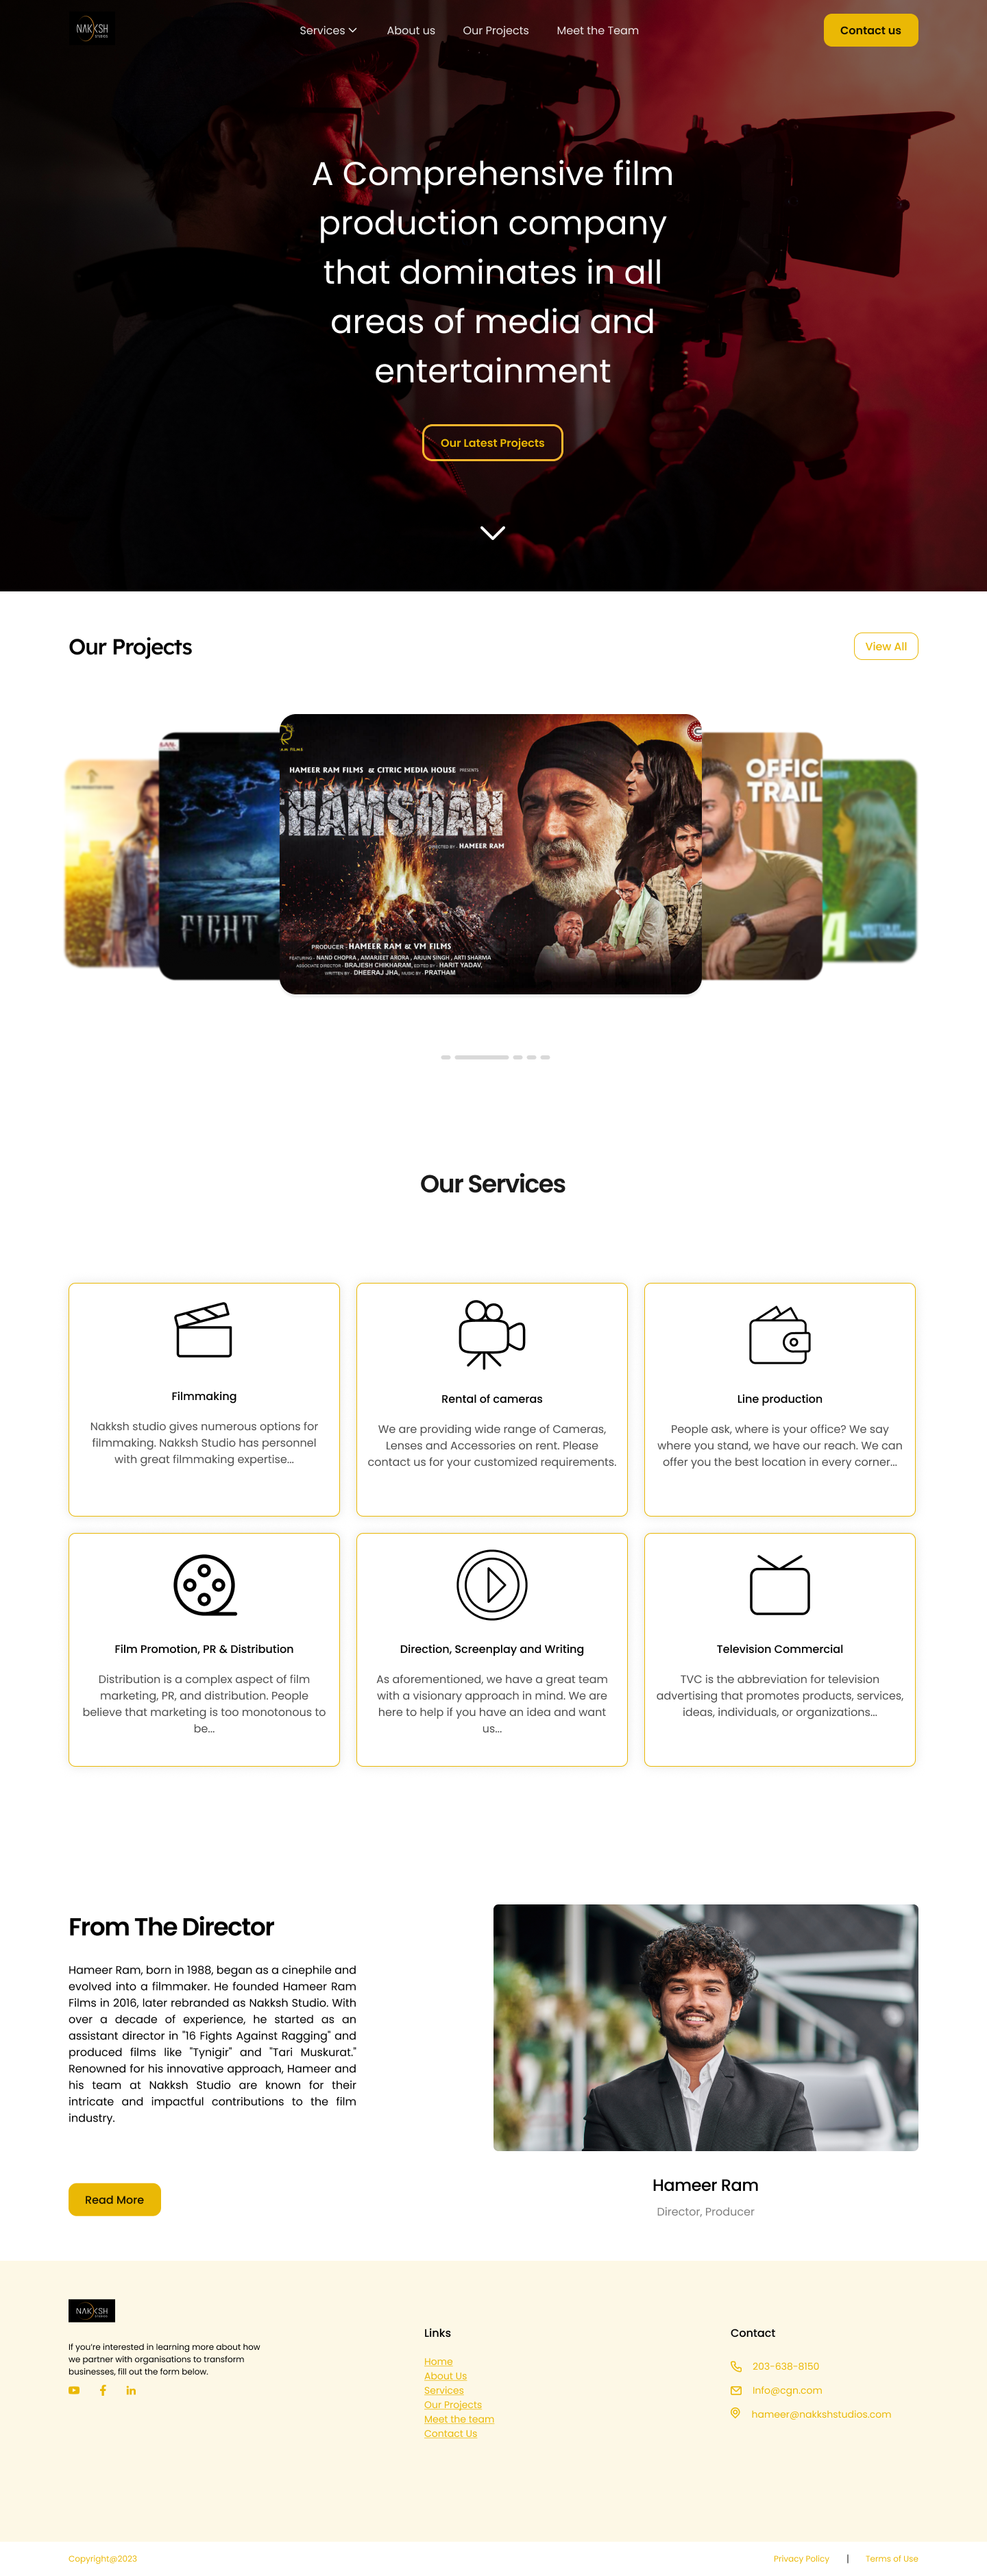 NAKKSH
STUDIOS
Services
About us
Our Projects
Meet the Team
Contact us
A Comprehensive film
production company
that dominates in all
areas of media and
entertainment
Our Latest Projects
Our Projects
View All
HAMEER RAM FILMS & CITRIC MEDIA HOUSE PRESENTS
SHAMSHAN
DIRECTED BY - HAMEER RAM
PRODUCER - HAMEER RAM & VM FILMS
FEATURING - NAND CHOPRA, AMARJEET ARORA, ARJUN SINGH, ARTI SHARMA
ASSOCIATE DIRECTOR - BRAJESH CHIKHARAM, EDITED BY - HARIT YADAV,
WRITTEN BY - DHEERAJ JHA, MUSIC BY - PRATHAM
FIGHT
OFFIC
TRAIL
A
Our Services
Filmmaking
Nakksh studio gives numerous options for
filmmaking. Nakksh Studio has personnel
with great filmmaking expertise...
Rental of cameras
We are providing wide range of Cameras,
Lenses and Accessories on rent. Please
contact us for your customized requirements.
Line production
People ask, where is your office? We say
where you stand, we have our reach. We can
offer you the best location in every corner...
Film Promotion, PR & Distribution
Distribution is a complex aspect of film
marketing, PR, and distribution. People
believe that marketing is too monotonous to
be...
Direction, Screenplay and Writing
As aforementioned, we have a great team
with a visionary approach in mind. We are
here to help if you have an idea and want
us...
Television Commercial
TVC is the abbreviation for television
advertising that promotes products, services,
ideas, individuals, or organizations...
From The Director
Hameer Ram, born in 1988, began as a cinephile and
evolved into a filmmaker. He founded Hameer Ram
Films in 2016, later rebranded as Nakksh Studio. With
over a decade of experience, he started as an
assistant director in "16 Fights Against Ragging" and
produced films like "Tynigir" and "Tari Muskurat."
Renowned for his innovative approach, Hameer and
his team at Nakksh Studio are known for their
intricate and impactful contributions to the film
industry.
Read More
Hameer Ram
Director, Producer
NAKKSH
STUDIOS
If you're interested in learning more about how
we partner with organisations to transform
businesses, fill out the form below.
Links
Home
About Us
Services
Our Projects
Meet the team
Contact Us
Contact
203-638-8150
Info@cgn.com
hameer@nakkshstudios.com
Copyright@2023
Privacy Policy | Terms of Use